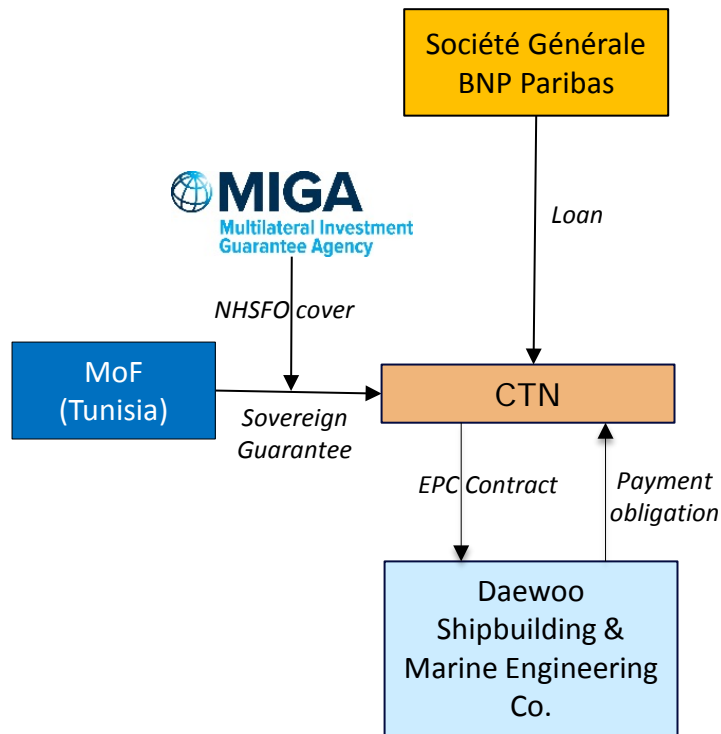 Société Générale
BNP Paribas
MIGA
Multilateral Investment
Guarantee Agency
Loan
NHSFO cover
MoF
(Tunisia)
CTN
Sovereign
Guarantee
EPC Contract
Payment
obligation
Daewoo
Shipbuilding &
Marine Engineering
Co.